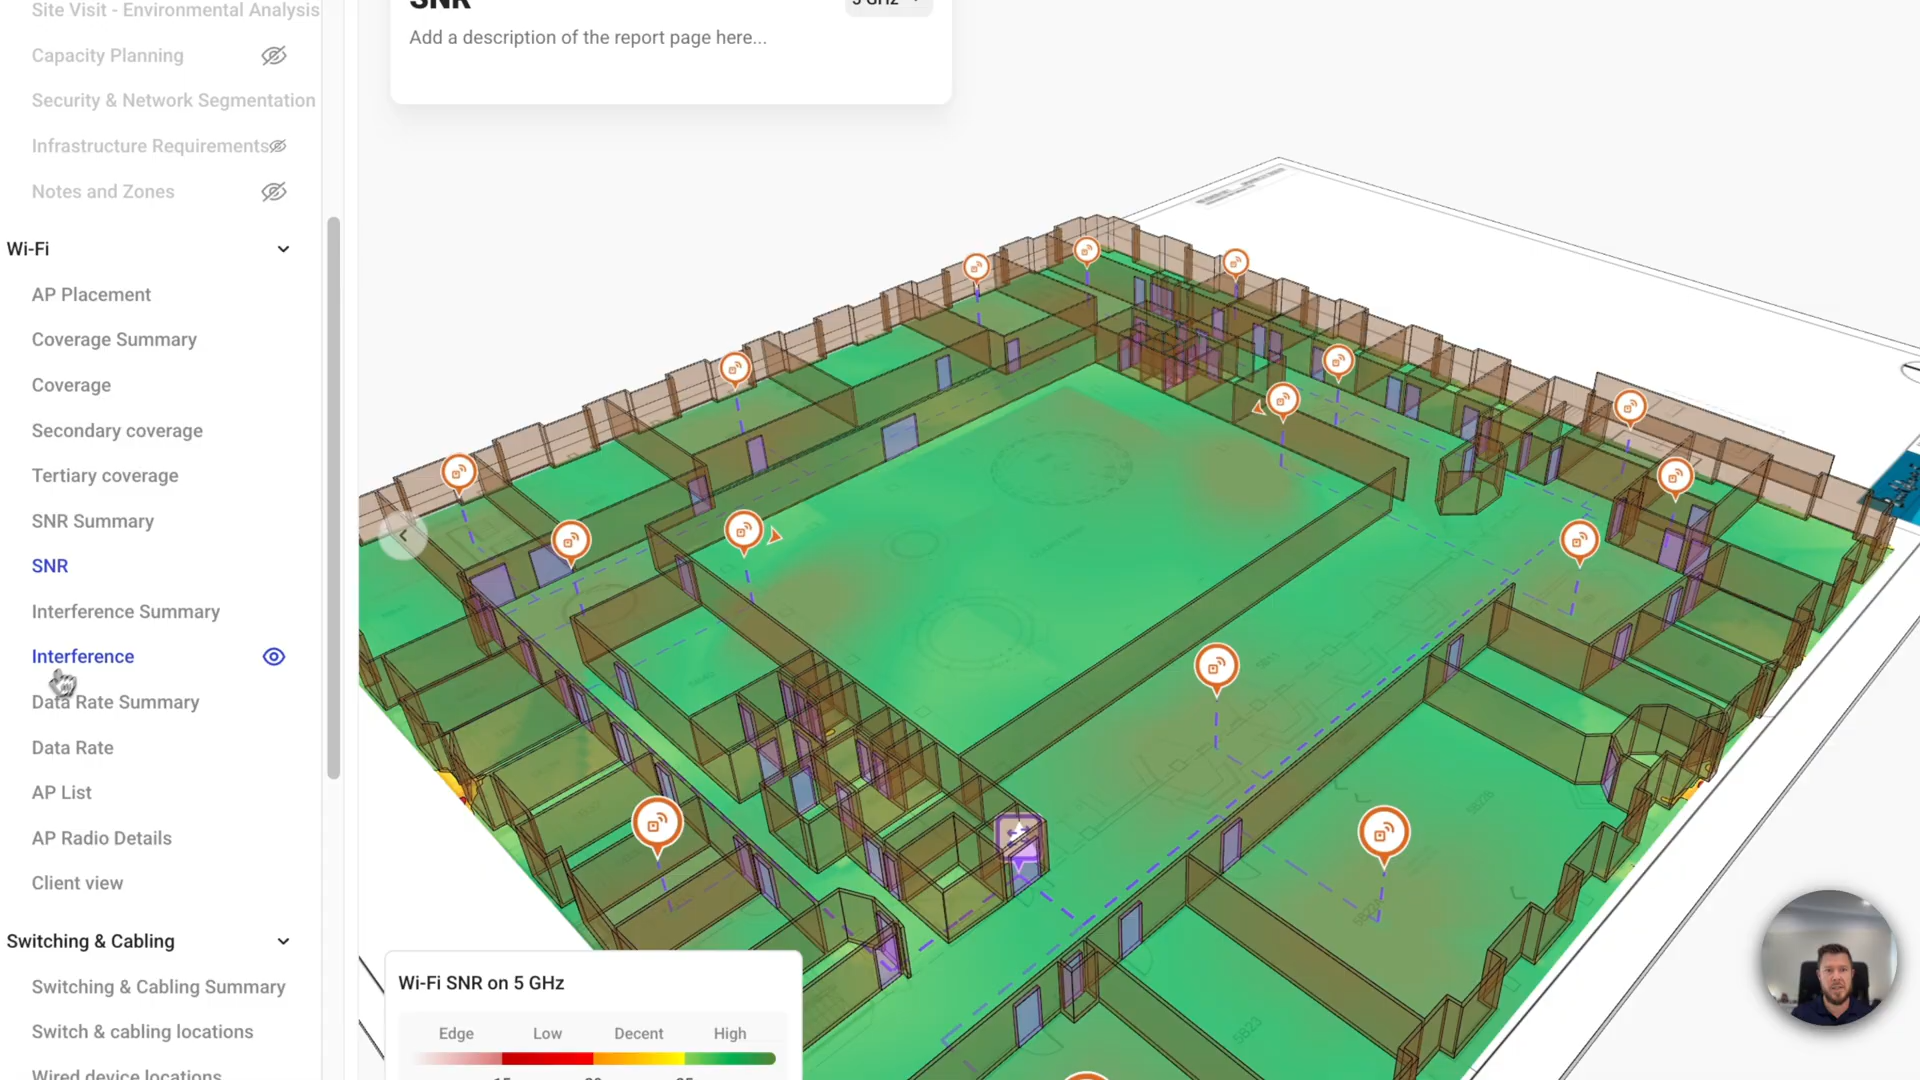 Site Visit - Environmental Analysis
Capacity Planning
Security & Network Segmentation
Infrastructure Requirements
Notes and Zones
Wi-Fi
AP Placement
Coverage Summary
Coverage
Secondary coverage
Tertiary coverage
SNR Summary
SNR
Interference Summary
Interference
Data Rate Summary
Data Rate
AP List
AP Radio Details
Client view
Switching & Cabling
Switching & Cabling Summary
Switch & cabling locations
Wired device locations
SNR
5 GHz
Add a description of the report page here...
Wi-Fi SNR on 5 GHz
Edge Low Decent High